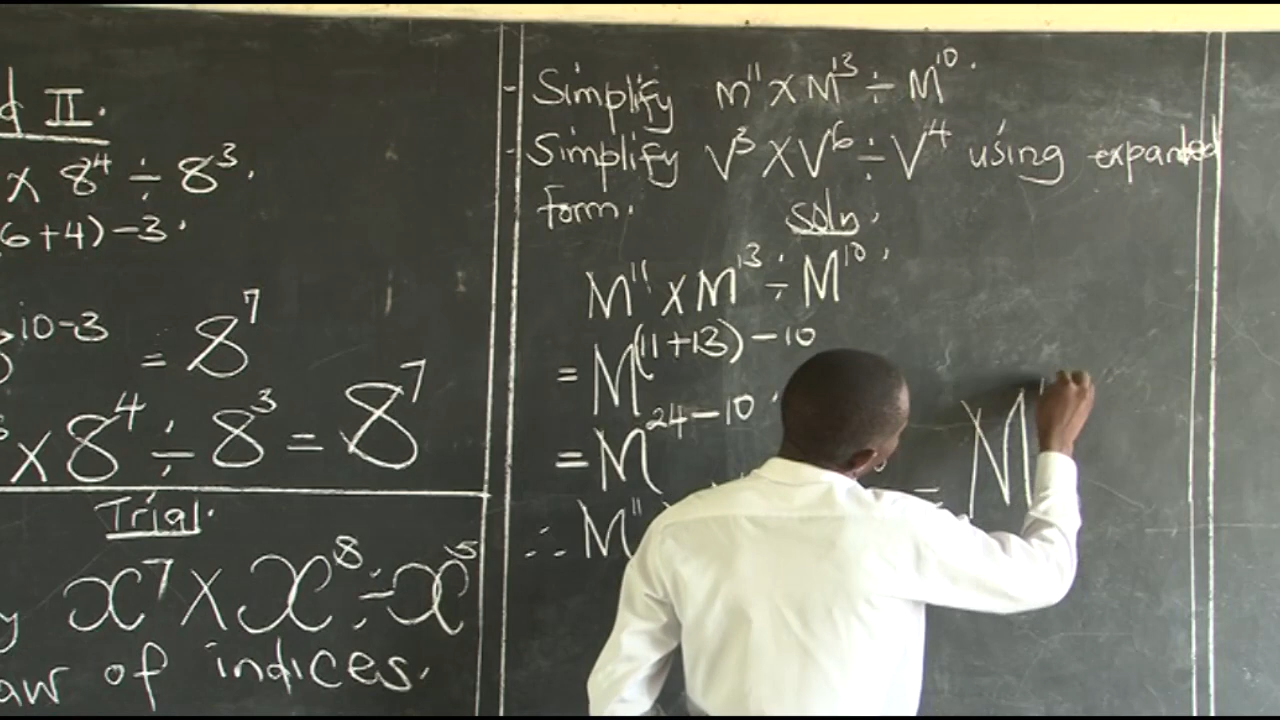 II.
x 8⁴ ÷ 8³.
(6+4)-3.
10-3 = 8⁷
x 8⁴ ÷ 8³ = 8⁷
Trial.
x⁷ x x⁸ ÷ x⁵
of indices.
- Simplify m¹¹ x M¹³ ÷ M¹⁰.
- Simplify V³ x V⁶ ÷ V⁴ using expanded
form.
soln.
M¹¹ x M¹³ ÷ M¹⁰.
= M⁽¹¹⁺¹³⁾⁻¹⁰
= M²⁴⁻¹⁰.
∴ M¹¹ = M